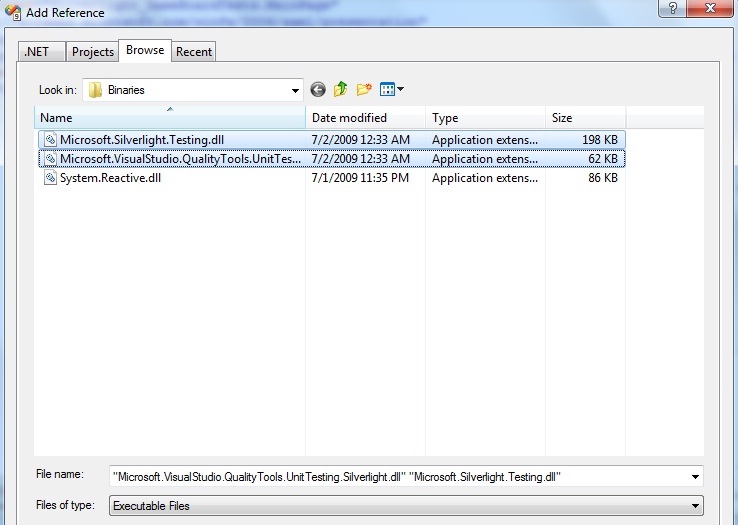 Add Reference
.NET Projects Browse Recent
Look in: Binaries
Name Date modified Type Size
Microsoft.Silverlight.Testing.dll 7/2/2009 12:33 AM Application extens... 198 KB
Microsoft.VisualStudio.QualityTools.UnitTes... 7/2/2009 12:33 AM Application extens... 62 KB
System.Reactive.dll 7/1/2009 11:35 PM Application extens... 86 KB
File name: "Microsoft.VisualStudio.QualityTools.UnitTesting.Silverlight.dll" "Microsoft.Silverlight.Testing.dll"
Files of type: Executable Files